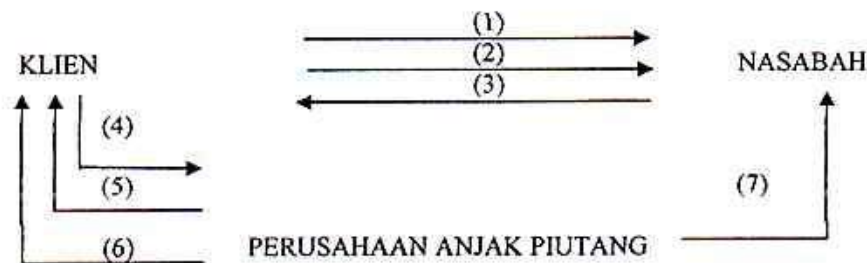 (1)
(2)
KLIEN NASABAH
(3)
(4)
(5) (7)
(6) PERUSAHAAN ANJAK PIUTANG